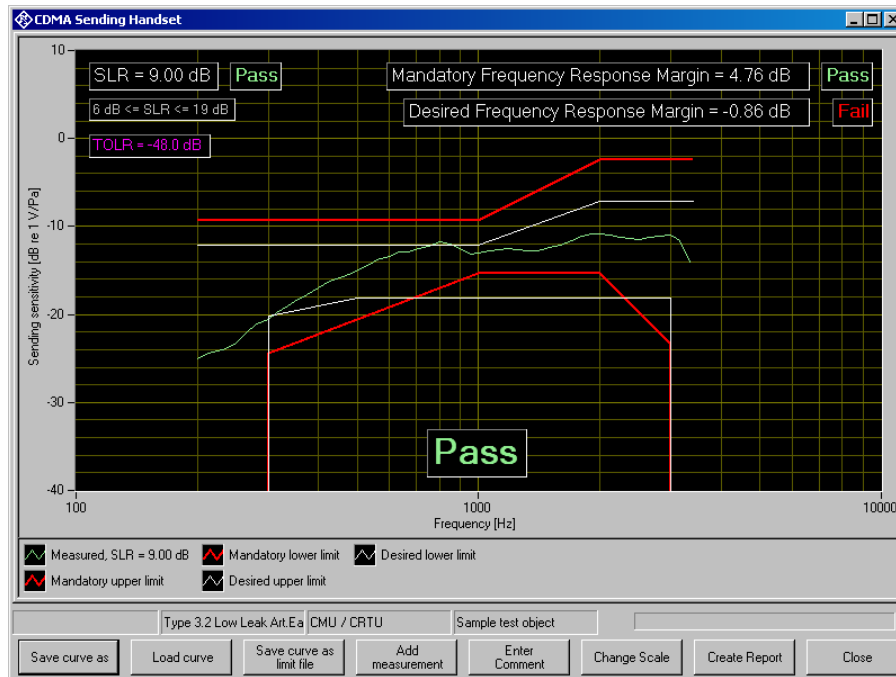 CDMA Sending Handset
10
SLR = 9.00 dB Pass Mandatory Frequency Response Margin = 4.76 dB Pass
6 dB <= SLR <= 19 dB Desired Frequency Response Margin = -0.86 dB Fail
0
TOLR = -48.0 dB
-10
-20
-30
-40
Sending sensitivity [dB re 1 V/Pa]
Pass
100 1000 10000
Frequency [Hz]
Measured, SLR = 9.00 dB Mandatory lower limit Desired lower limit
Mandatory upper limit Desired upper limit
Type 3.2 Low Leak Art.Ea CMU / CRTU Sample test object
Save curve as Load curve Save curve as limit file Add measurement Enter Comment Change Scale Create Report Close